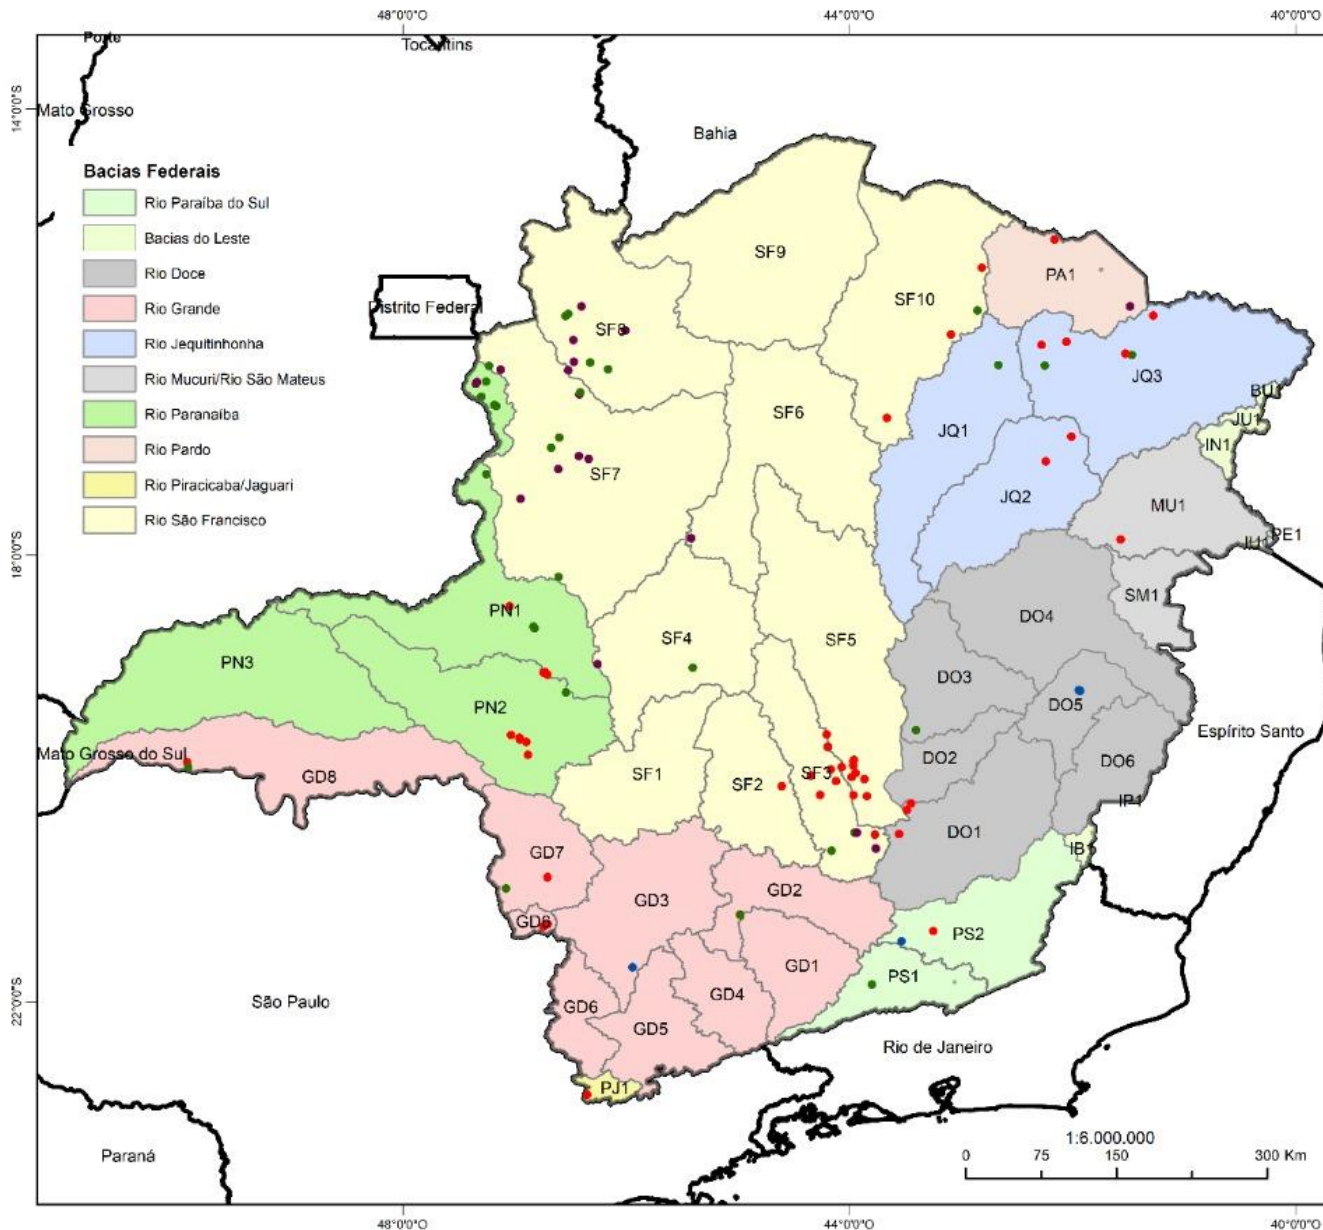 48°0'0"O 44°0'0"O 40°0'0"O
Tocantins
14°0'0"S
Mato Grosso
Bahia
Bacias Federais
Rio Paraíba do Sul
Bacias do Leste
Rio Doce
Rio Grande
Rio Jequitinhonha
Rio Mucuri/Rio São Mateus
Rio Paranaíba
Rio Pardo
Rio Piracicaba/Jaguari
Rio São Francisco
Distrito Federal
SF9
SF10
PA1
SF8
JQ3
BU1
JU1
IN1
SF6
JQ1
SF7
JQ2
MU1
PE1
18°0'0"S
SM1
PN1
DO4
PN3
SF4
SF5
DO3
PN2
DO5
Espírito Santo
Mato Grosso do Sul
GD8
SF1
SF2
SF3
DO2
DO6
IP1
DO1
IB1
GD7
GD3
GD2
GD6
PS2
GD1
PS1
22°0'0"S
São Paulo
GD6
GD5
GD4
Rio de Janeiro
PJ1
Paraná
1:6.000.000
0 75 150 300 Km
48°0'0"O 44°0'0"O 40°0'0"O